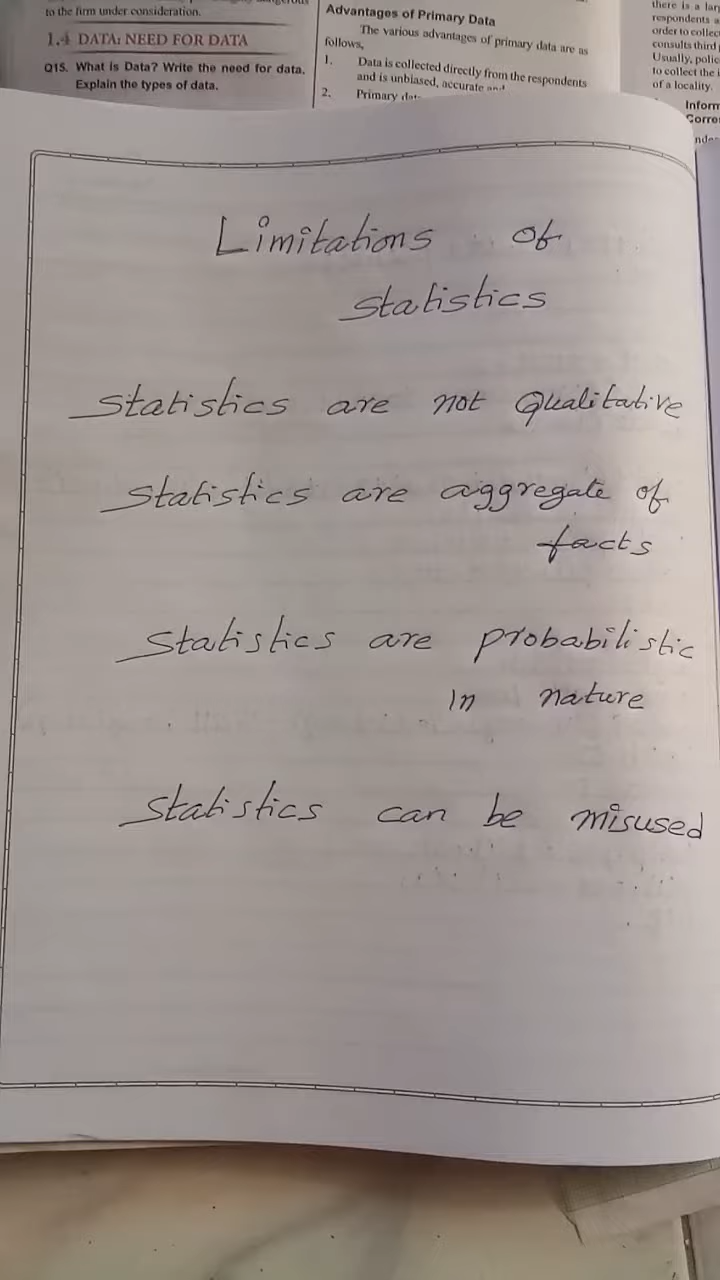 to the firm under consideration.
1.4 DATA: NEED FOR DATA
Q15. What is Data? Write the need for data.
Explain the types of data.
Advantages of Primary Data
The various advantages of primary data are as
follows,
1. Data is collected directly from the respondents
and is unbiased, accurate
2. Primary
there is a
respondents
order to
consults third
Usually,
to collect the
of a locality.
Limitations of
Statistics
Statistics are not Qualitative
Statistics are aggregate of
facts
Statistics are probabilistic
in nature
Statistics can be misused